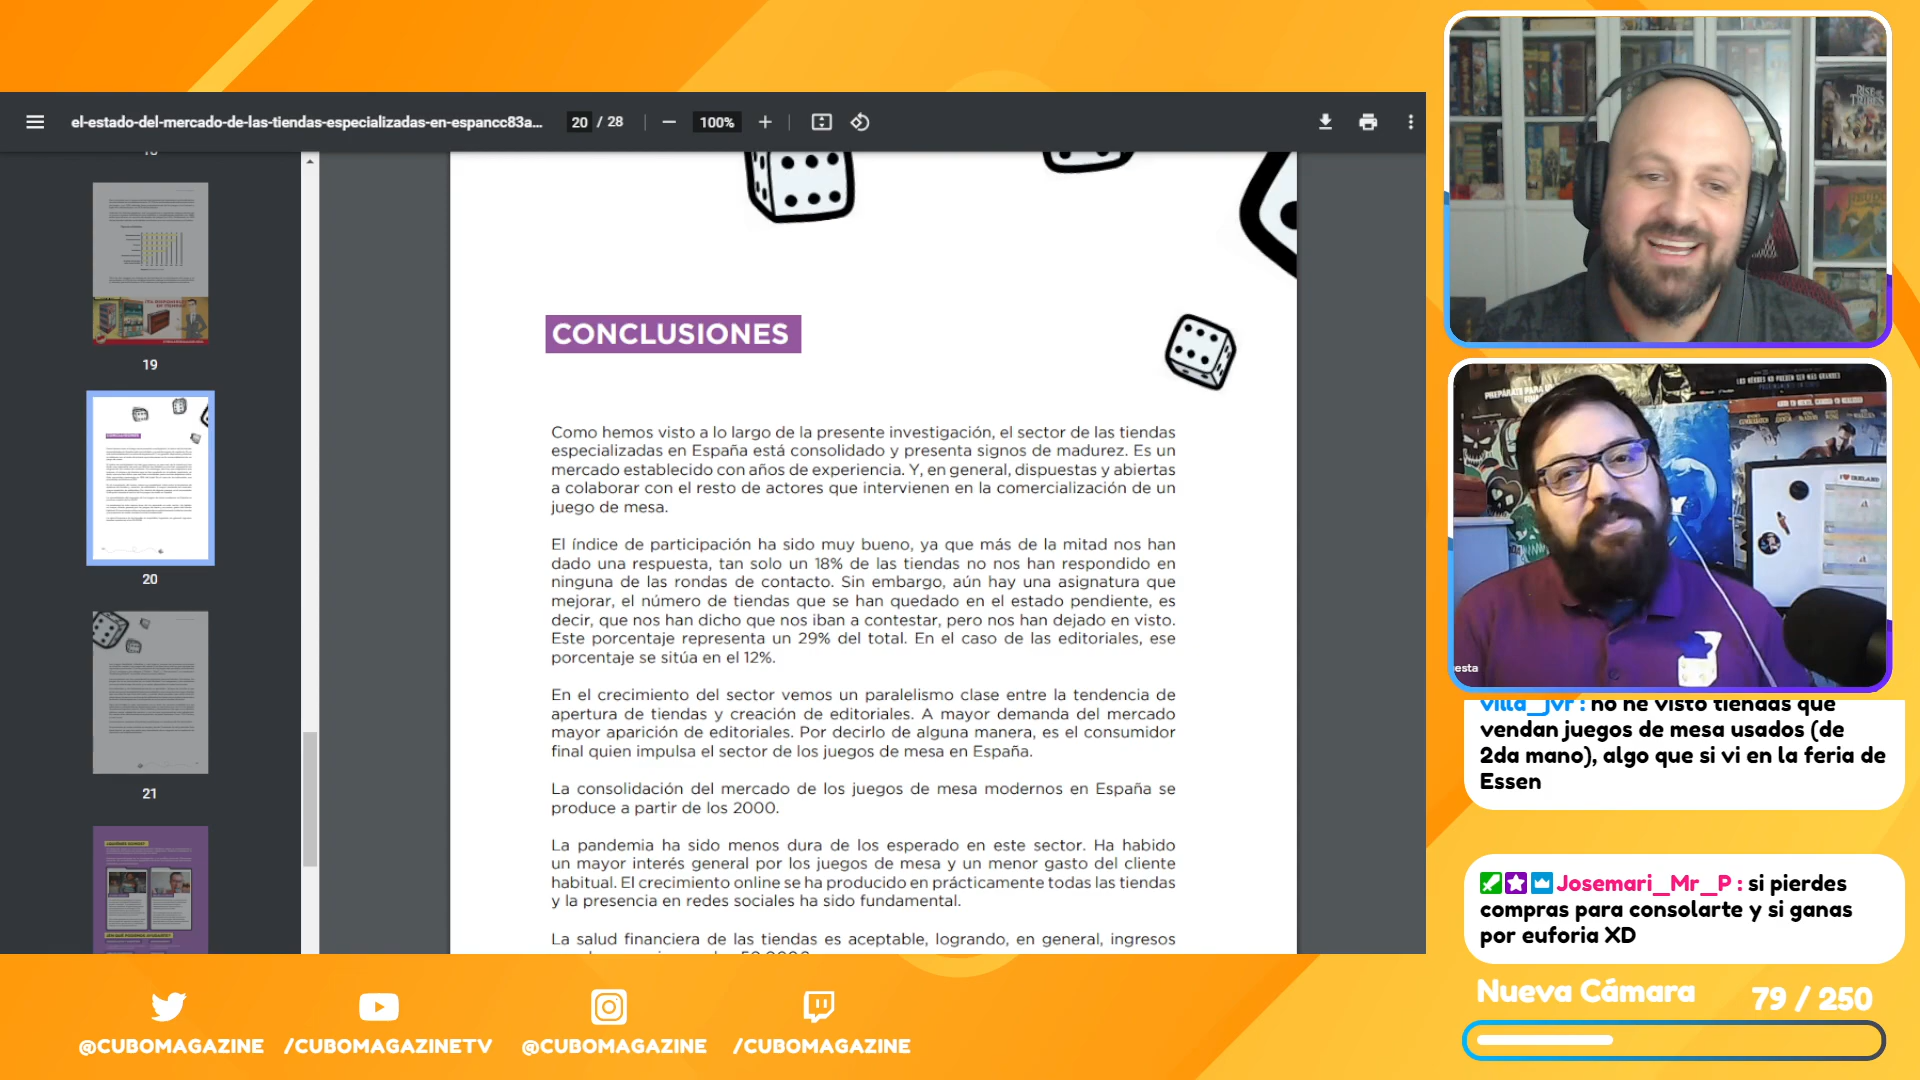 el-estado-del-mercado-de-las-tiendas-especializadas-en-espancc83a...
20 / 28
100%
19
20
21
CONCLUSIONES
Como hemos visto a lo largo de la presente investigación, el sector de las tiendas
especializadas en España está consolidado y presenta signos de madurez. Es un
mercado establecido con años de experiencia. Y, en general, dispuestas y abiertas
a colaborar con el resto de actores que intervienen en la comercialización de un
juego de mesa.
El índice de participación ha sido muy bueno, ya que más de la mitad nos han
dado una respuesta, tan solo un 18% de las tiendas no nos han respondido en
ninguna de las rondas de contacto. Sin embargo, aún hay una asignatura que
mejorar, el número de tiendas que se han quedado en el estado pendiente, es
decir, que nos han dicho que nos iban a contestar, pero nos han dejado en visto.
Este porcentaje representa un 29% del total. En el caso de las editoriales, ese
porcentaje se sitúa en el 12%.
En el crecimiento del sector vemos un paralelismo clase entre la tendencia de
apertura de tiendas y creación de editoriales. A mayor demanda del mercado
mayor aparición de editoriales. Por decirlo de alguna manera, es el consumidor
final quien impulsa el sector de los juegos de mesa en España.
La consolidación del mercado de los juegos de mesa modernos en España se
produce a partir de los 2000.
La pandemia ha sido menos dura de los esperado en este sector. Ha habido
un mayor interés general por los juegos de mesa y un menor gasto del cliente
habitual. El crecimiento online se ha producido en prácticamente todas las tiendas
y la presencia en redes sociales ha sido fundamental.
La salud financiera de las tiendas es aceptable, logrando, en general, ingresos
RISE OF
TRIBES
PREPÁRATE PARA
I ♥ IRELAND
esta
villa_jvr : no he visto tiendas que
vendan juegos de mesa usados (de
2da mano), algo que si vi en la feria de
Essen
Josemari_Mr_P : si pierdes
compras para consolarte y si ganas
por euforia XD
Nueva Cámara 79 / 250
@CUBOMAGAZINE
/CUBOMAGAZINETV
@CUBOMAGAZINE
/CUBOMAGAZINE